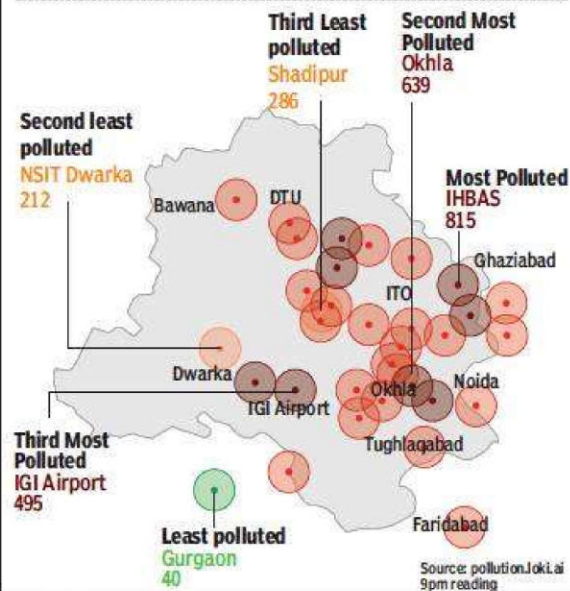 Third Least
polluted
Shadipur
286
Second Most
Polluted
Okhla
639
Second least
polluted
NSIT Dwarka
212
Most Polluted
IHBAS
815
Bawana
DTU
Ghaziabad
ITO
Dwarka
IGI Airport
Okhla
Noida
Tughlaqabad
Third Most
Polluted
IGI Airport
495
Least polluted
Gurgaon
40
Faridabad
Source: pollution.loki.ai
9pm reading